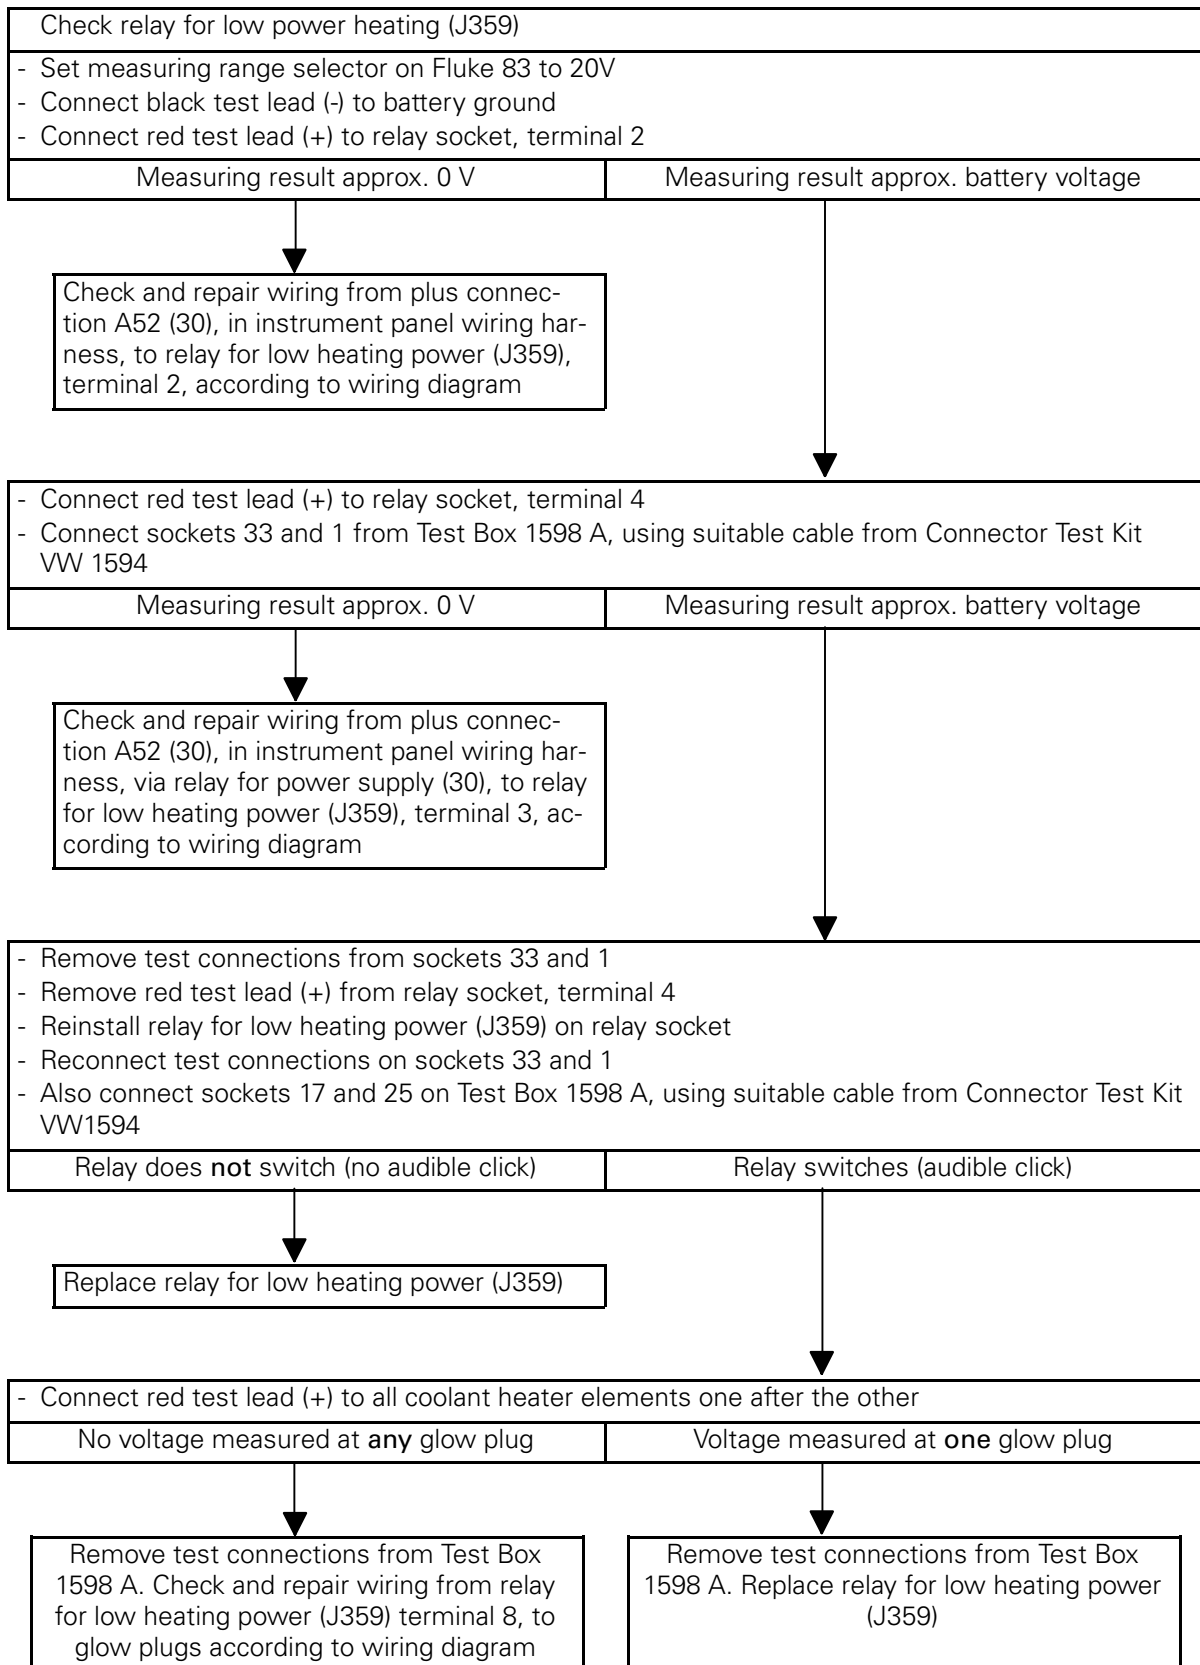 Check relay for low power heating (J359)
- Set measuring range selector on Fluke 83 to 20V
- Connect black test lead (-) to battery ground
- Connect red test lead (+) to relay socket, terminal 2
Measuring result approx. 0 V
Measuring result approx. battery voltage
Check and repair wiring from plus connec-
tion A52 (30), in instrument panel wiring har-
ness, to relay for low heating power (J359),
terminal 2, according to wiring diagram
- Connect red test lead (+) to relay socket, terminal 4
- Connect sockets 33 and 1 from Test Box 1598 A, using suitable cable from Connector Test Kit
VW 1594
Measuring result approx. 0 V
Measuring result approx. battery voltage
Check and repair wiring from plus connec-
tion A52 (30), in instrument panel wiring har-
ness, via relay for power supply (30), to relay
for low heating power (J359), terminal 3, ac-
cording to wiring diagram
- Remove test connections from sockets 33 and 1
- Remove red test lead (+) from relay socket, terminal 4
- Reinstall relay for low heating power (J359) on relay socket
- Reconnect test connections on sockets 33 and 1
- Also connect sockets 17 and 25 on Test Box 1598 A, using suitable cable from Connector Test Kit
VW1594
Relay does not switch (no audible click)
Relay switches (audible click)
Replace relay for low heating power (J359)
- Connect red test lead (+) to all coolant heater elements one after the other
No voltage measured at any glow plug
Voltage measured at one glow plug
Remove test connections from Test Box
1598 A. Check and repair wiring from relay
for low heating power (J359) terminal 8, to
glow plugs according to wiring diagram
Remove test connections from Test Box
1598 A. Replace relay for low heating power
(J359)